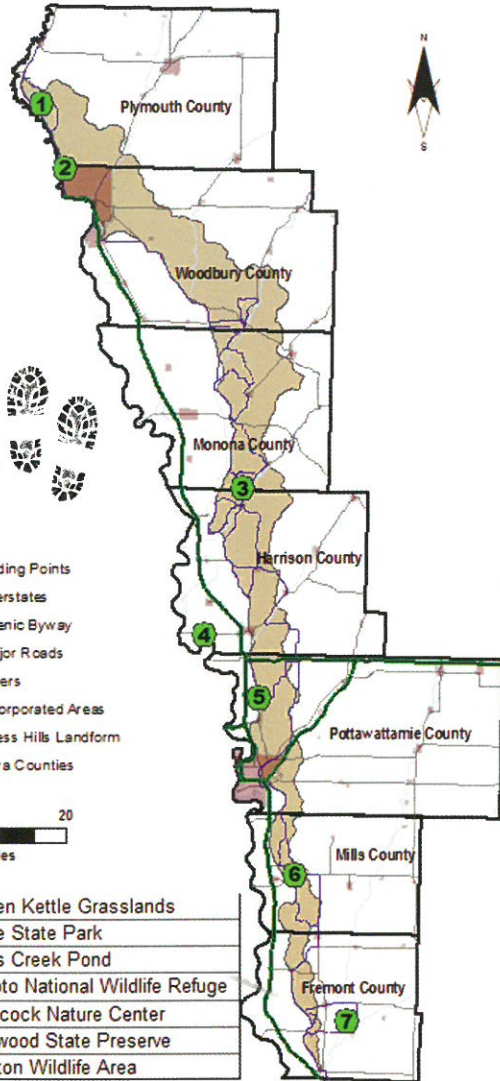 N
S
1
Plymouth County
2
Woodbury County
Monona County
3
Harrison County
4
5
Pottawattamie County
6
Mills County
Fremont County
7
ding Points
erstates
enic Byway
jor Roads
ers
orporated Areas
ess Hills Landform
a Counties
20
es
en Kettle Grasslands
e State Park
s Creek Pond
oto National Wildlife Refuge
cock Nature Center
wood State Preserve
ton Wildlife Area